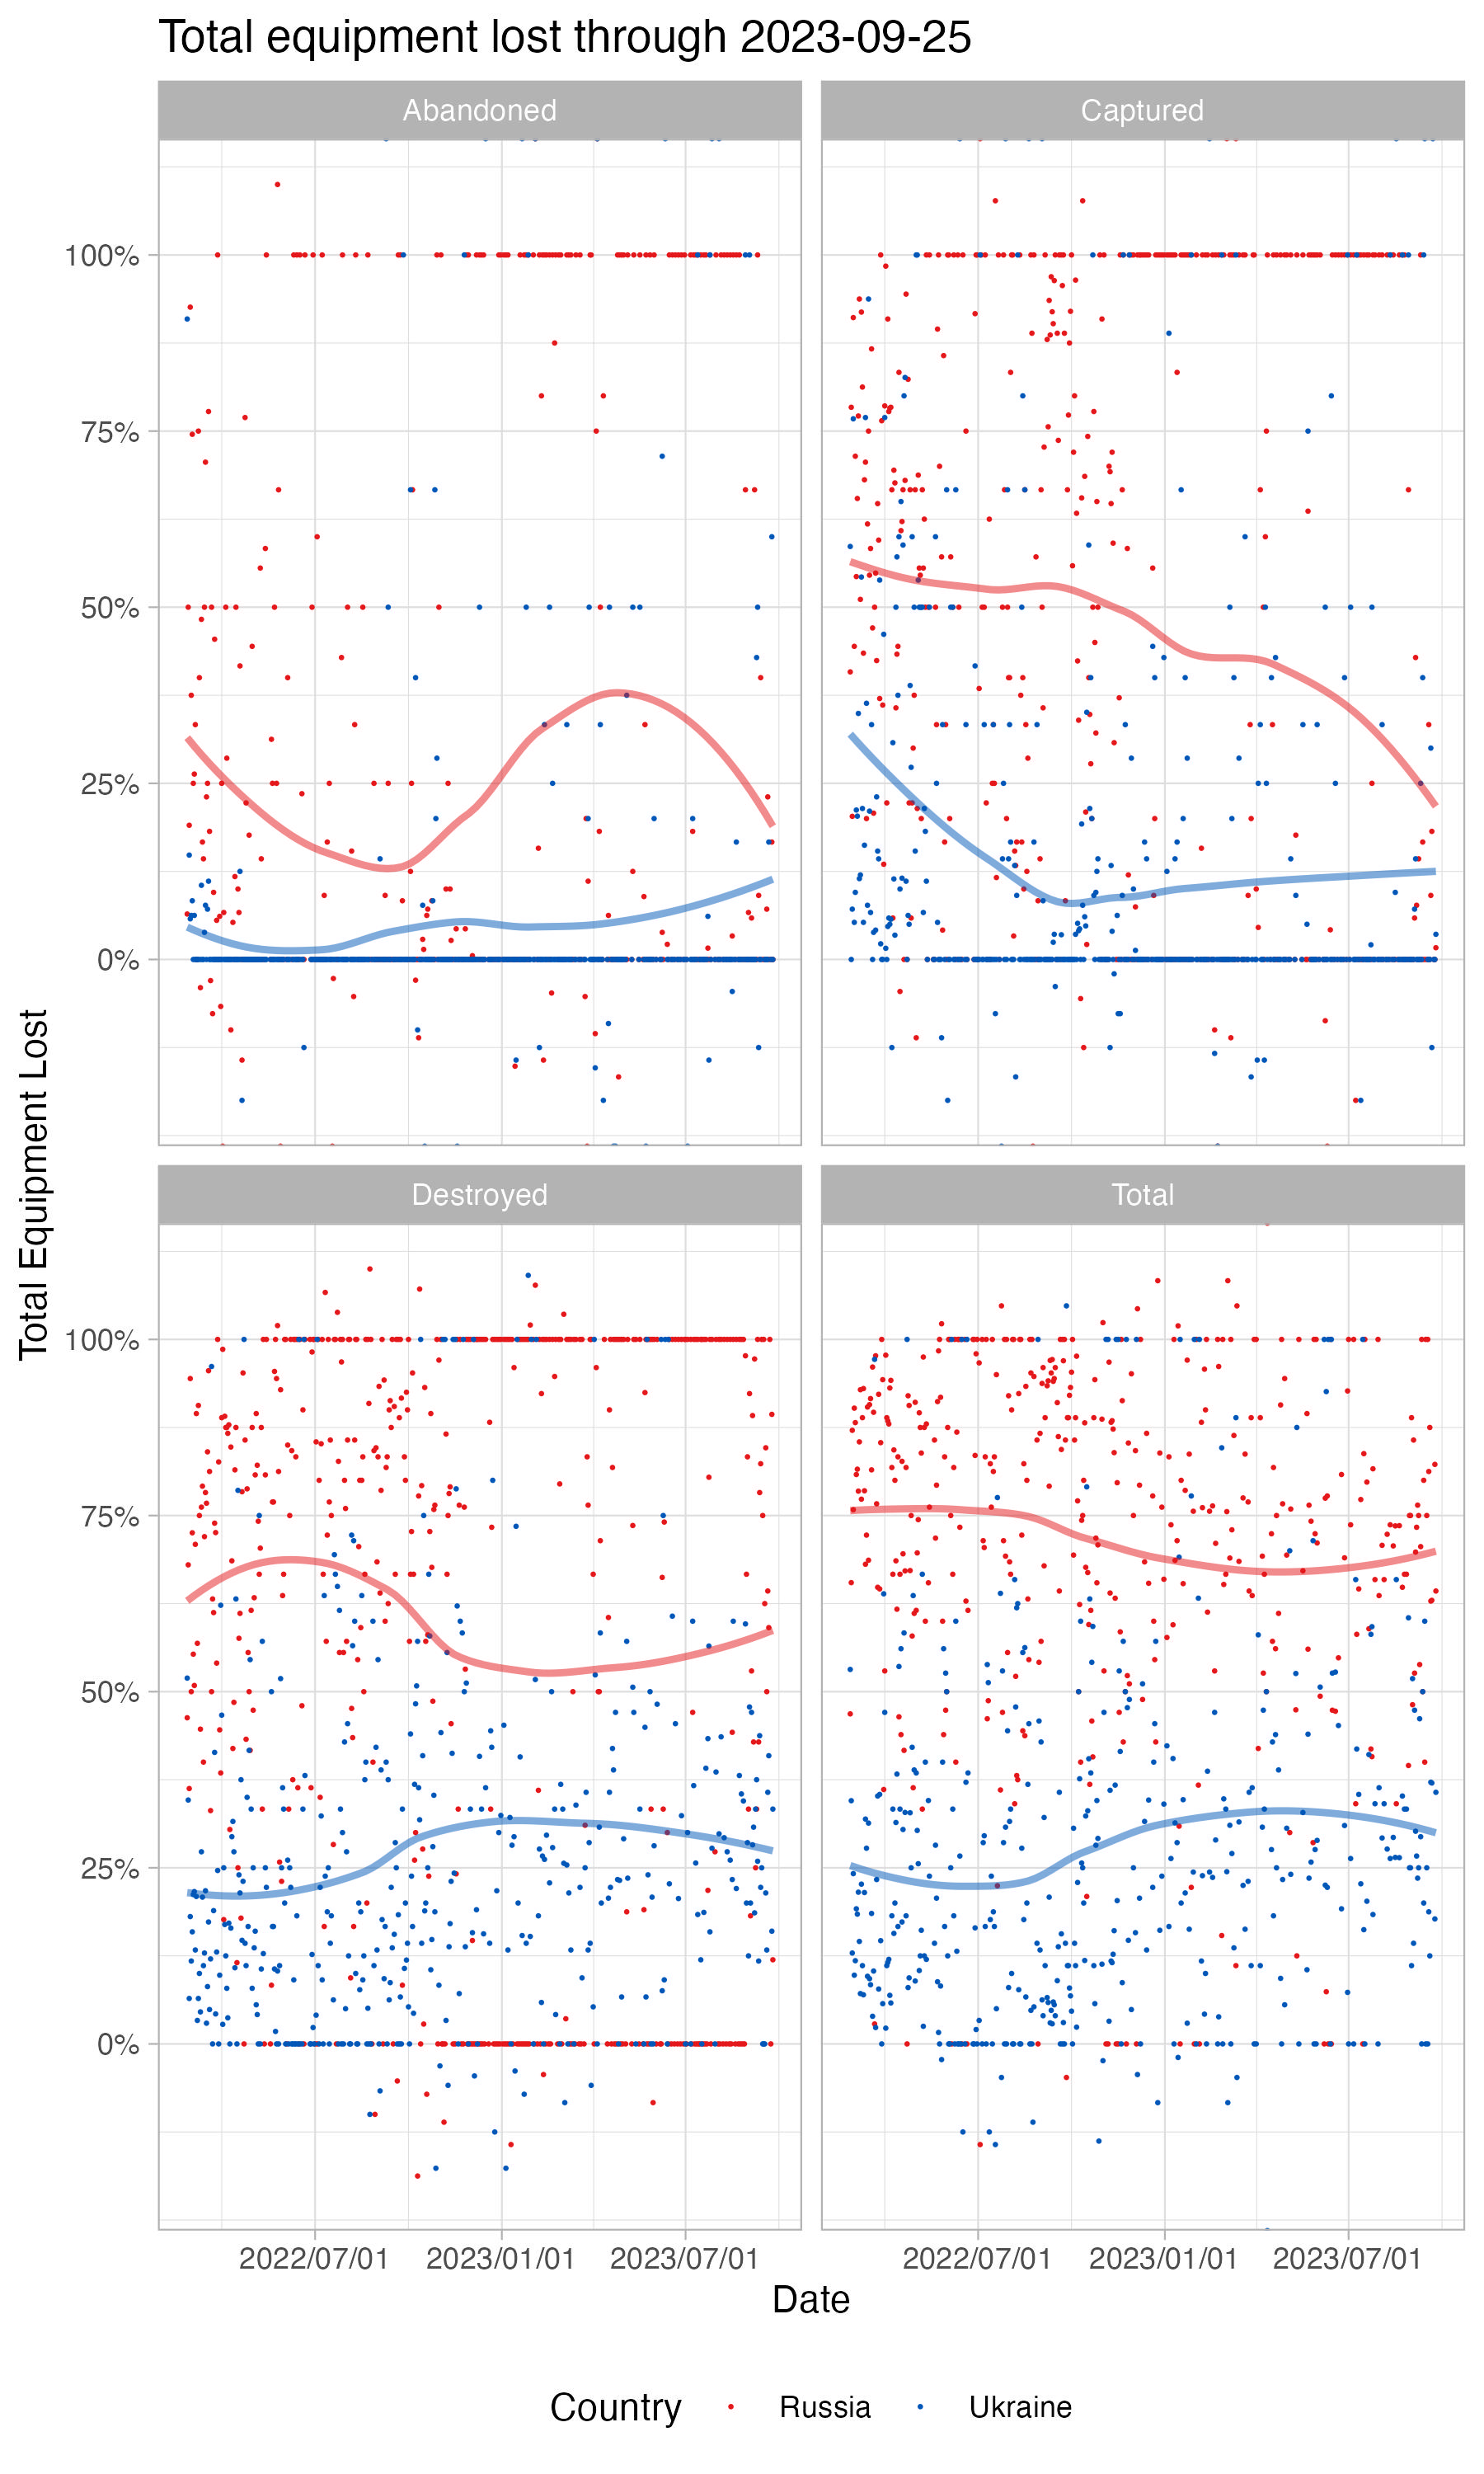 Total equipment lost through 2023-09-25
Abandoned
Captured
100%
75%
50%
25%
0%
Total Equipment Lost
Destroyed
Total
100%
75%
50%
25%
0%
2022/07/01
2023/01/01
2023/07/01
2022/07/01
2023/01/01
2023/07/01
Date
Country
Russia
Ukraine